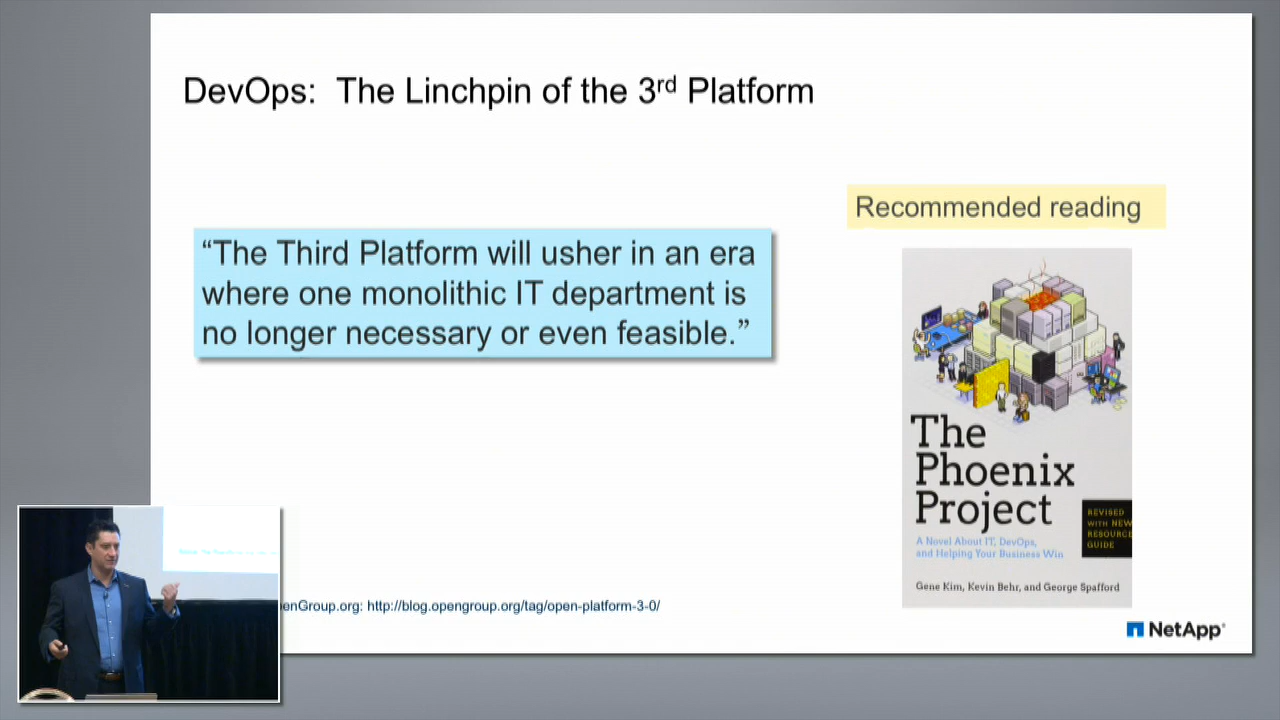 DevOps:  The Linchpin of the 3rd Platform
“The Third Platform will usher in an era
where one monolithic IT department is
no longer necessary or even feasible.”
Recommended reading
The
Phoenix
Project
REVISED
WITH NEW
RESOURCE
GUIDE
A Novel About IT, DevOps,
and Helping Your Business Win
Gene Kim, Kevin Behr, and George Spafford
enGroup.org: http://blog.opengroup.org/tag/open-platform-3-0/
NetApp